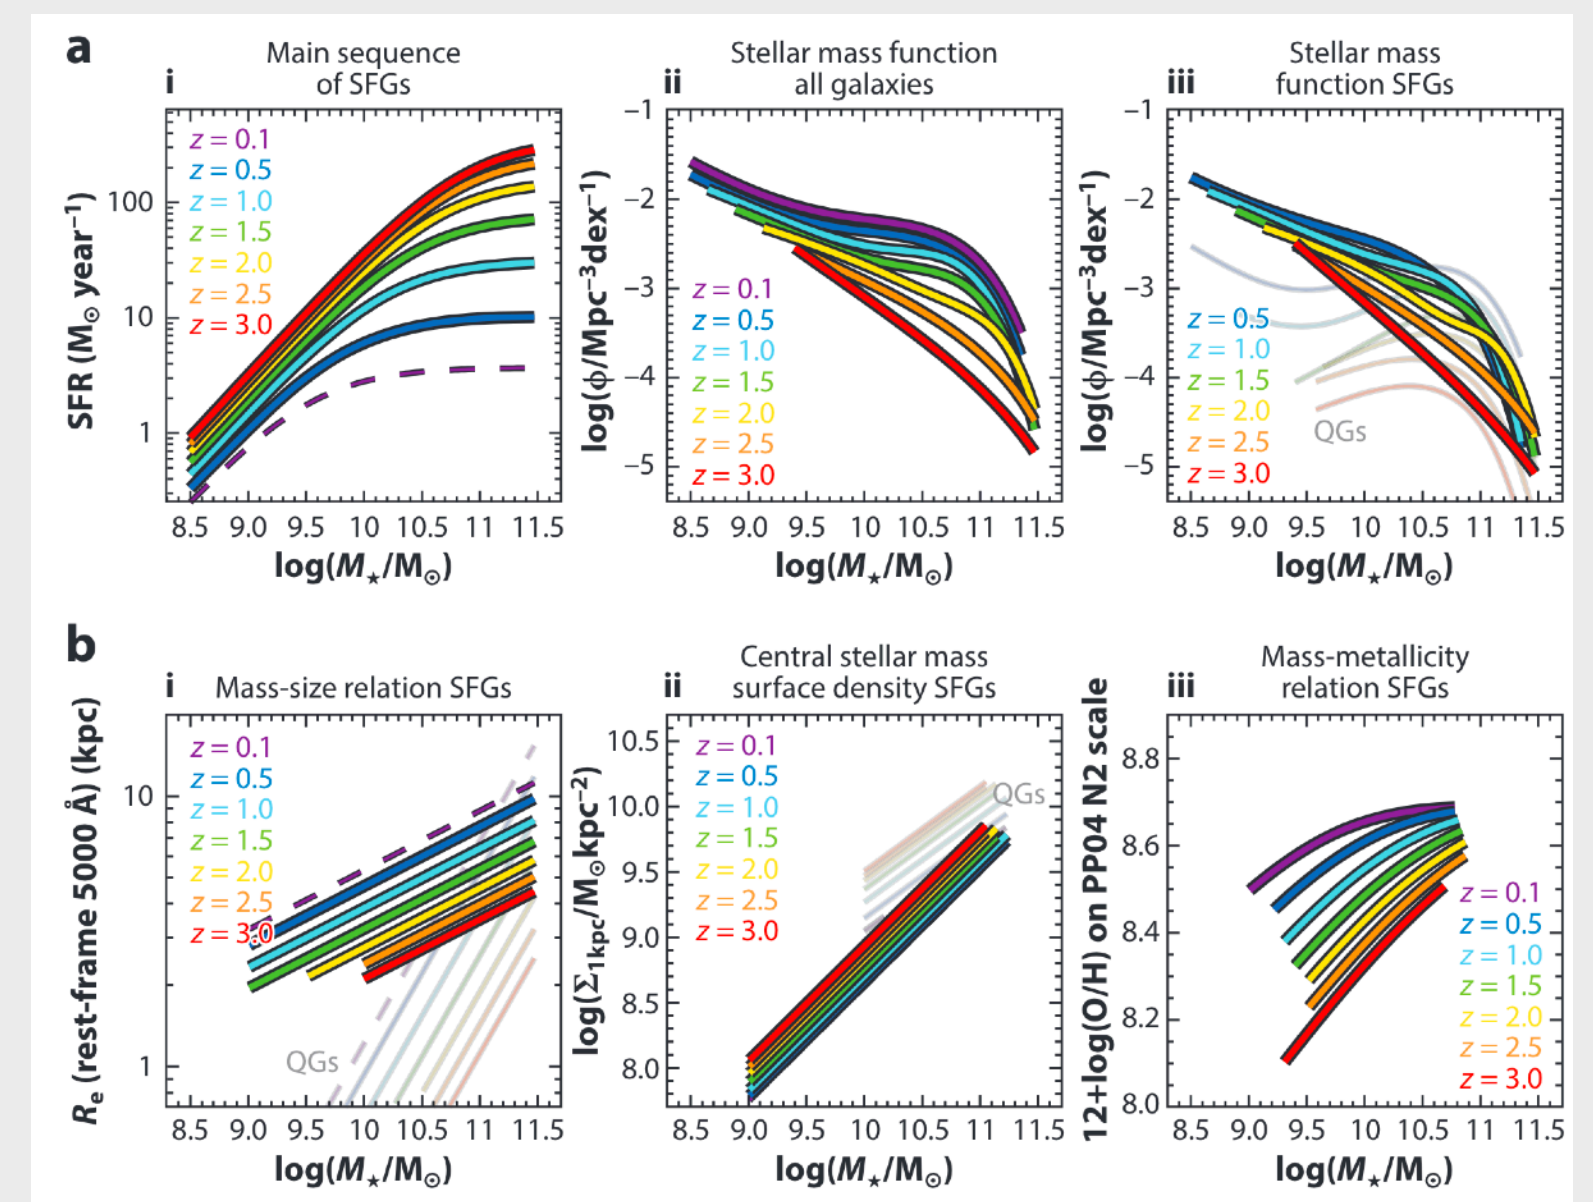 a
i
Main sequence
of SFGs
SFR (M⊙ year−1)
100
10
1
z = 0.1
z = 0.5
z = 1.0
z = 1.5
z = 2.0
z = 2.5
z = 3.0
8.5 9.0 9.5 10 10.5 11 11.5
log(M⋆/M⊙)
ii
Stellar mass function
all galaxies
log(ϕ/Mpc−3dex−1)
−1
−2
−3
−4
−5
z = 0.1
z = 0.5
z = 1.0
z = 1.5
z = 2.0
z = 2.5
z = 3.0
8.5 9.0 9.5 10 10.5 11 11.5
log(M⋆/M⊙)
iii
Stellar mass
function SFGs
log(ϕ/Mpc−3dex−1)
−1
−2
−3
−4
−5
z = 0.5
z = 1.0
z = 1.5
z = 2.0
z = 2.5
z = 3.0
QGs
8.5 9.0 9.5 10 10.5 11 11.5
log(M⋆/M⊙)
b
i
Mass-size relation SFGs
Re (rest-frame 5000 Å) (kpc)
10
1
z = 0.1
z = 0.5
z = 1.0
z = 1.5
z = 2.0
z = 2.5
z = 3.0
QGs
8.5 9.0 9.5 10 10.5 11 11.5
log(M⋆/M⊙)
ii
Central stellar mass
surface density SFGs
log(Σ1kpc/M⊙kpc−2)
10.5
10.0
9.5
9.0
8.5
8.0
z = 0.1
z = 0.5
z = 1.0
z = 1.5
z = 2.0
z = 2.5
z = 3.0
QGs
8.5 9.0 9.5 10 10.5 11 11.5
log(M⋆/M⊙)
iii
Mass-metallicity
relation SFGs
12+log(O/H) on PP04 N2 scale
8.8
8.6
8.4
8.2
8.0
z = 0.1
z = 0.5
z = 1.0
z = 1.5
z = 2.0
z = 2.5
z = 3.0
8.5 9.0 9.5 10 10.5 11 11.5
log(M⋆/M⊙)